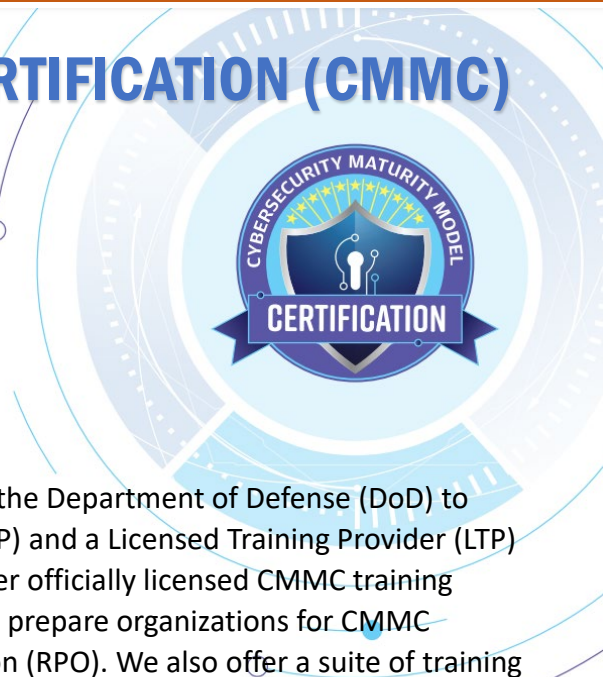 RTIFICATION (CMMC)
CYBERSECURITY MATURITY MODEL
CERTIFICATION
the Department of Defense (DoD) to
P) and a Licensed Training Provider (LTP)
er officially licensed CMMC training
prepare organizations for CMMC
on (RPO). We also offer a suite of training